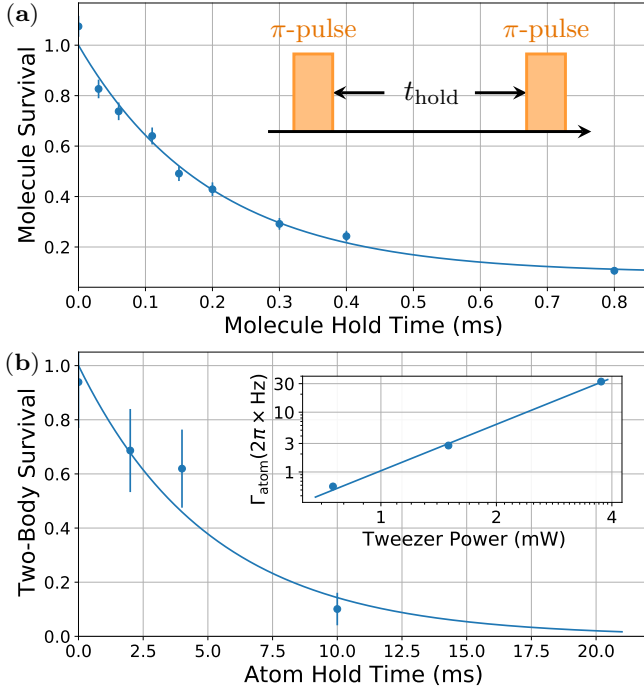 (a)
π-pulse π-pulse
t_hold
Molecule Survival
1.0
0.8
0.6
0.4
0.2
0.0 0.1 0.2 0.3 0.4 0.5 0.6 0.7 0.8
Molecule Hold Time (ms)
(b)
Two-Body Survival
1.0
0.8
0.6
0.4
0.2
0.0
Γatom(2π × Hz)
30
10
3
1
1 2 4
Tweezer Power (mW)
0.0 2.5 5.0 7.5 10.0 12.5 15.0 17.5 20.0
Atom Hold Time (ms)